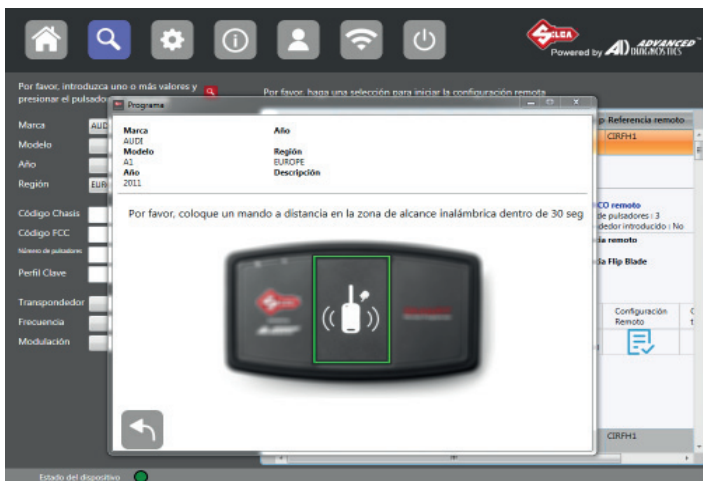 SILCA
Powered by AD ADVANCED DIAGNOSTICS
Por favor, introduzca uno o más valores y
presionar el pulsador
Por favor, haga una selección para iniciar la configuración remota
Programa
Marca
AUDI
Modelo
A1
Año
2011
Año
Región
EUROPE
Descripción
Por favor, coloque un mando a distancia en la zona de alcance inalámbrica dentro de 30 seg
Marca
AUD
Modelo
Año
Región
EUR
Código Chasis
Código FCC
Número de pulsadores
Perfil Clave
Transpondedor
Frecuencia
Modulación
Referencia remoto
CIRFH1
CO remoto
de pulsadores : 3
dedor introducido : No
ia remoto
ia Flip Blade
Configuración
Remoto
CIRFH1
Estado del dispositivo